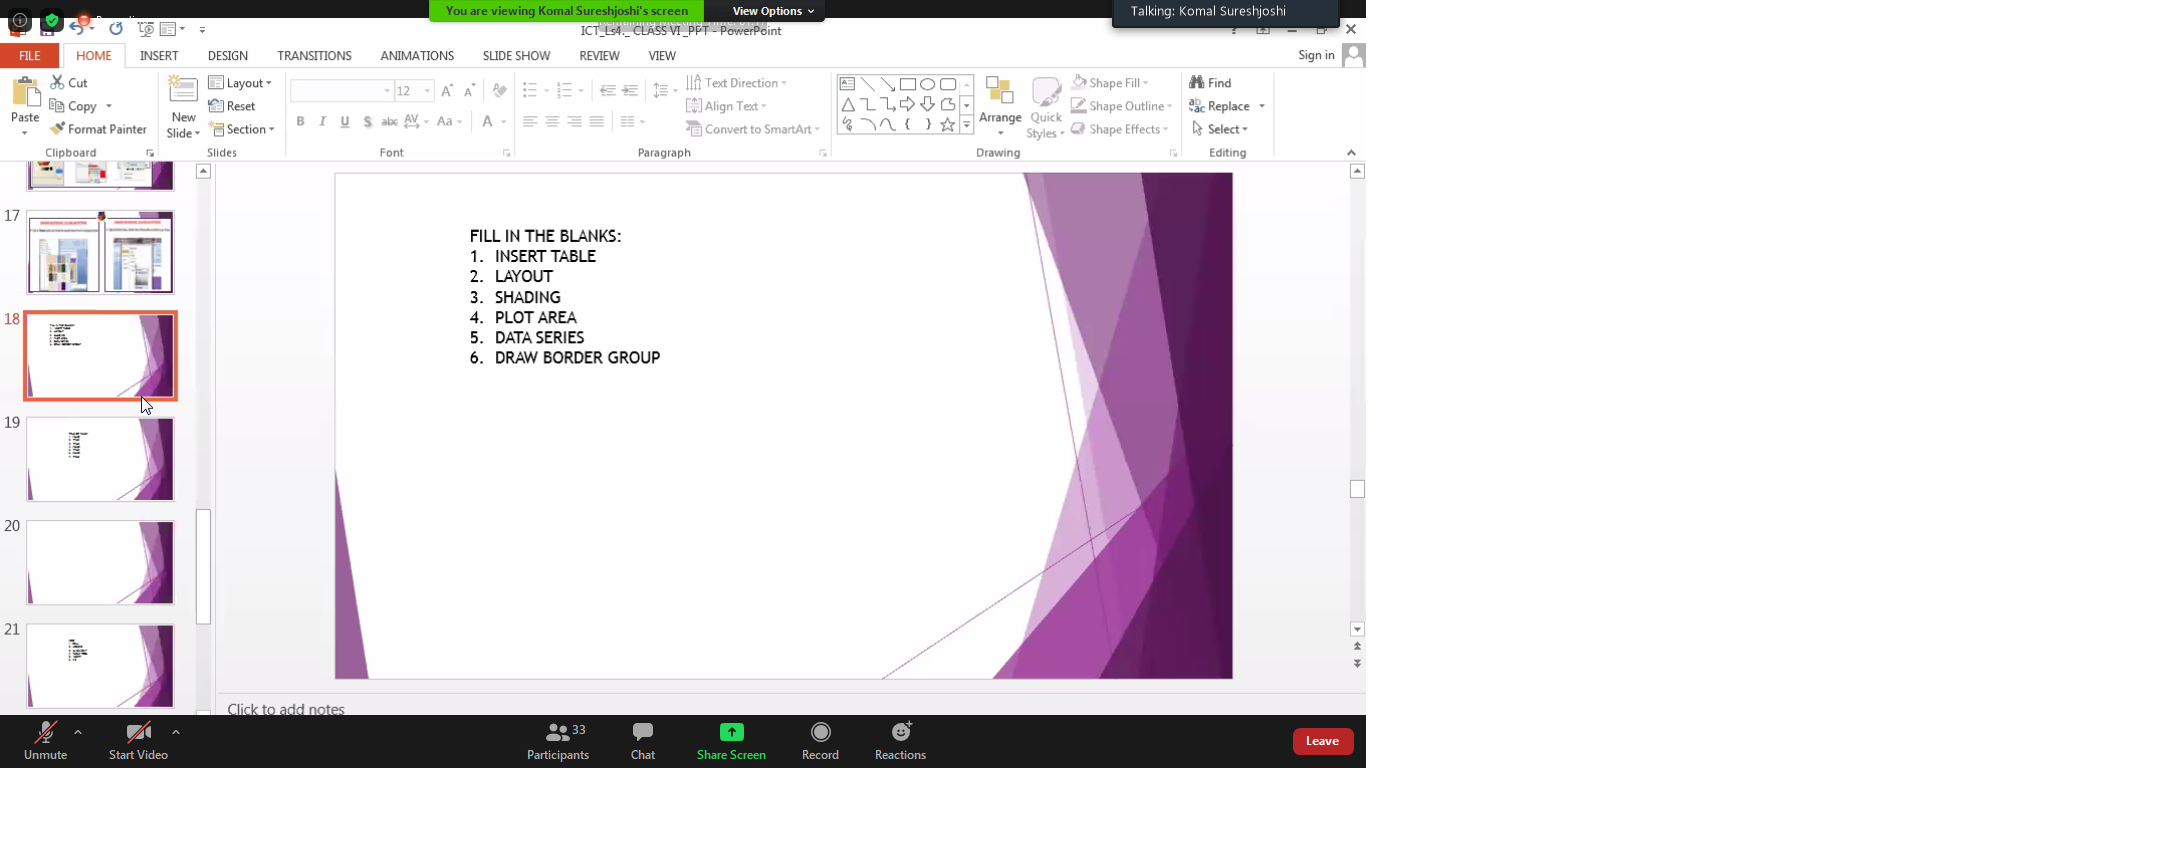 You are viewing Komal Sureshjoshi's screen
View Options
Talking: Komal Sureshjoshi
ICT_Ls4._ CLASS VI _PPT - PowerPoint
FILE HOME INSERT DESIGN TRANSITIONS ANIMATIONS SLIDE SHOW REVIEW VIEW
Sign in
Paste
Cut
Copy
Format Painter
Clipboard
New
Slide
Layout
Reset
Section
Slides
12
B I U S abc AV Aa A
Font
Text Direction
Align Text
Convert to SmartArt
Paragraph
Arrange
Quick
Styles
Shape Fill
Shape Outline
Shape Effects
Drawing
Find
Replace
Select
Editing
17
18
19
20
21
FILL IN THE BLANKS:
1. INSERT TABLE
2. LAYOUT
3. SHADING
4. PLOT AREA
5. DATA SERIES
6. DRAW BORDER GROUP
Click to add notes
Unmute
Start Video
33
Participants
Chat
Share Screen
Record
Reactions
Leave